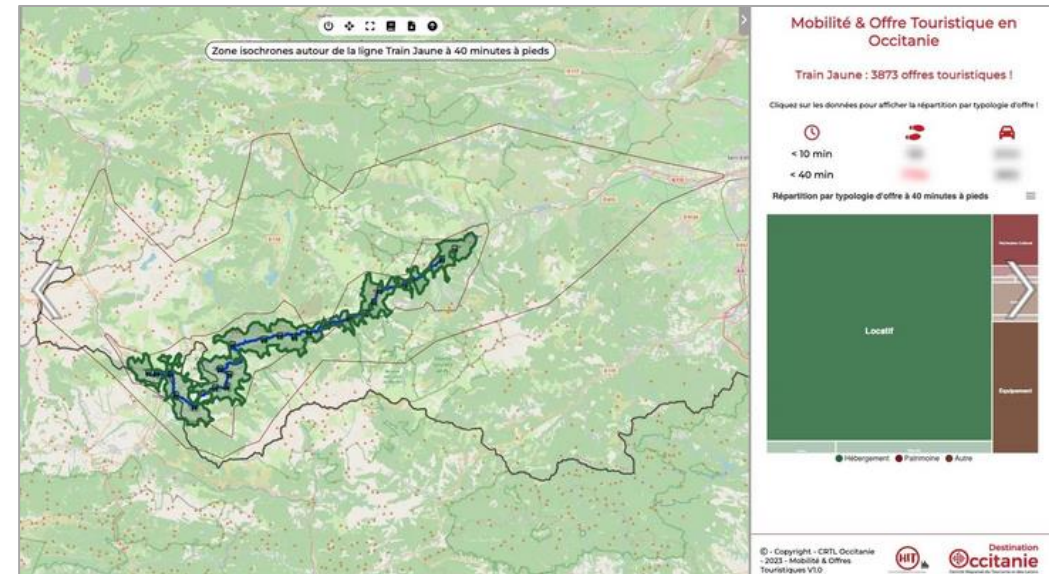 Zone isochrones autour de la ligne Train Jaune à 40 minutes à pieds
Mobilité & Offre Touristique en
Occitanie
Train Jaune : 3873 offres touristiques !
Cliquez sur les données pour afficher la répartition par typologie d'offre !
< 10 min
< 40 min
Répartition par typologie d'offre à 40 minutes à pieds
Locatif
Equipement
Hébergement
Patrimoine
Autre
© - Copyright - CRTL Occitanie
- 2023 - Mobilité & Offres
Touristiques V1.0
HIT
Destination
Occitanie